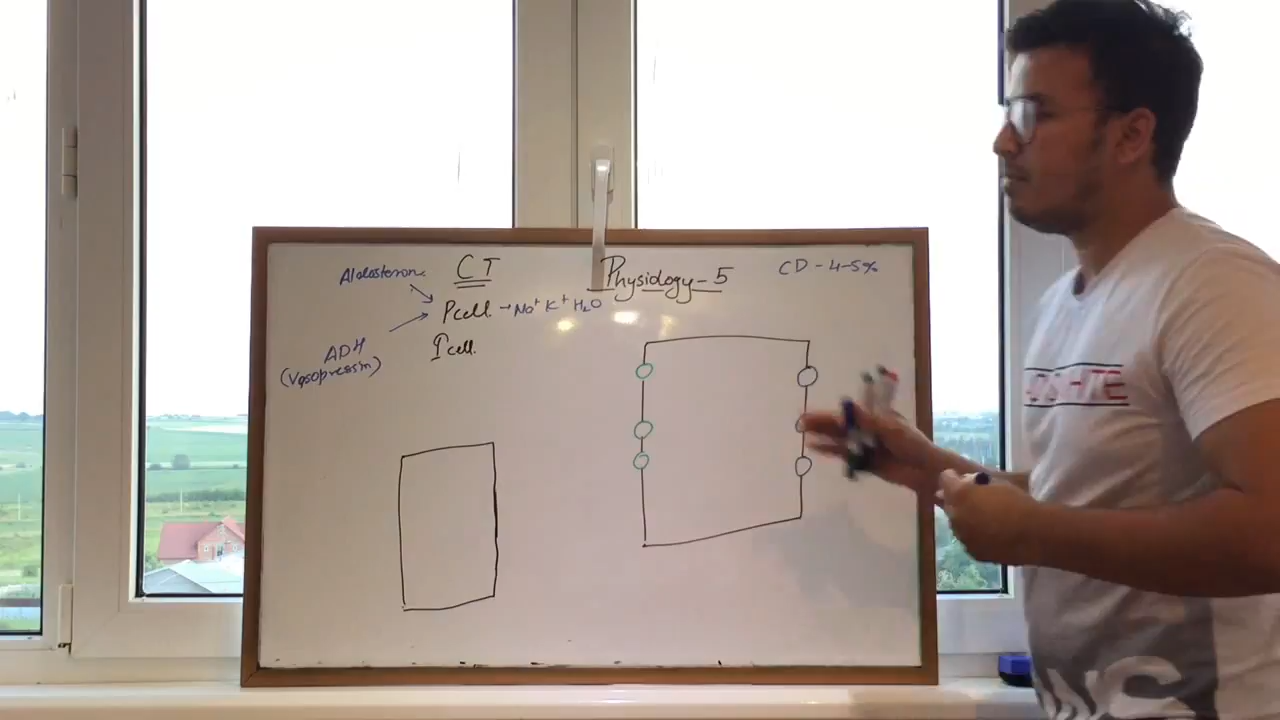 CT
Physiology-5
CD-4-5%
Aldosterone
Pcell → Na+ K+ H2O
Icell.
ADH
(Vasopressin)